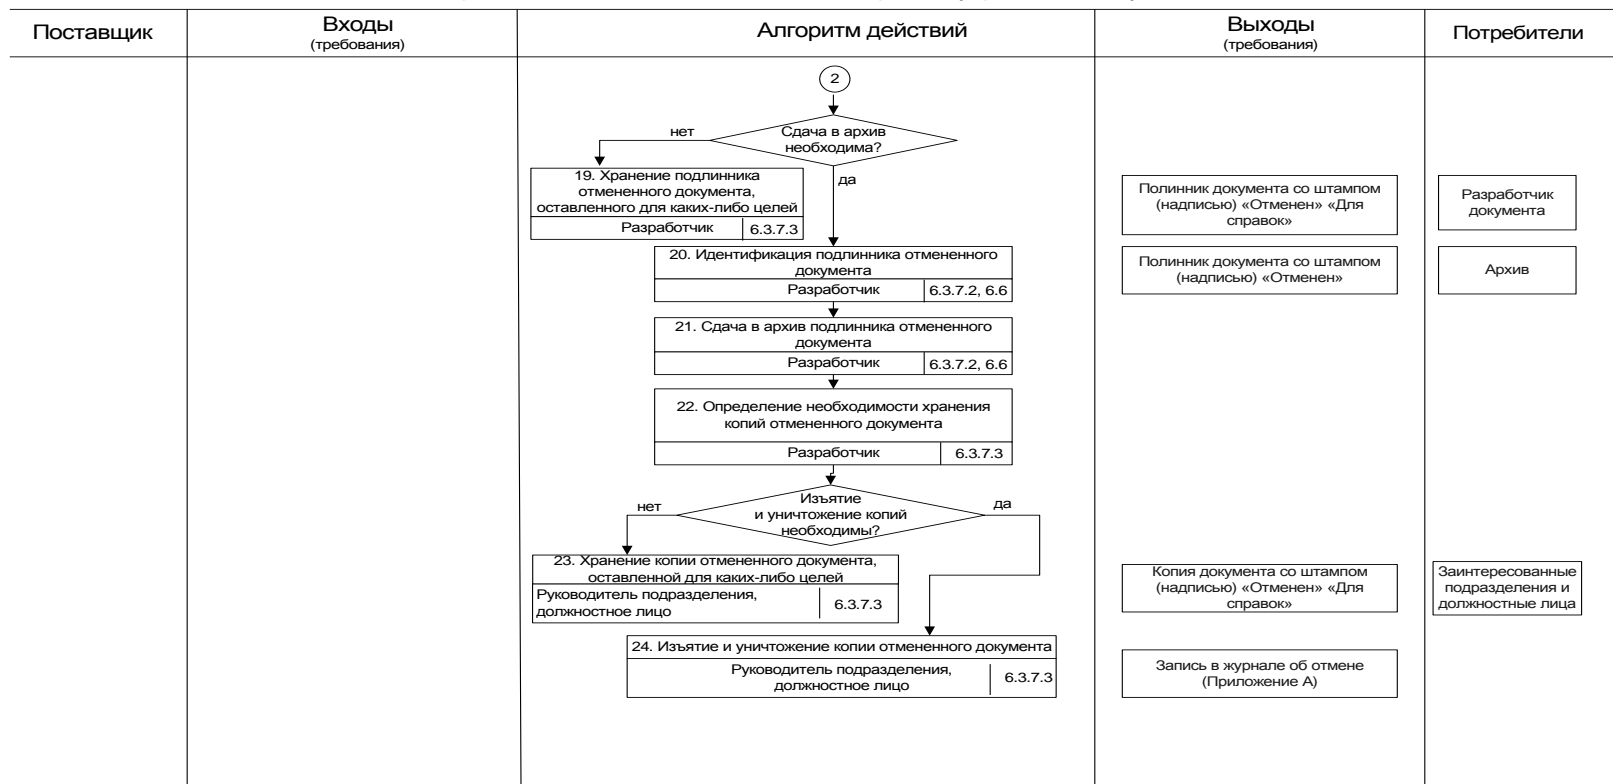 Поставщик
Входы
(требования)
Алгоритм действий
Выходы
(требования)
Потребители
2
Сдача в архив
необходима?
нет
да
19. Хранение подлинника
отмененного документа,
оставленного для каких-либо целей
Разработчик
6.3.7.3
Полинник документа со штампом
(надписью) «Отменен» «Для
справок»
Разработчик
документа
20. Идентификация подлинника отмененного
документа
Разработчик
6.3.7.2, 6.6
Полинник документа со штампом
(надписью) «Отменен»
Архив
21. Сдача в архив подлинника отмененного
документа
Разработчик
6.3.7.2, 6.6
22. Определение необходимости хранения
копий отмененного документа
Разработчик
6.3.7.3
Изъятие
и уничтожение копий
необходимы?
нет
да
23. Хранение копии отмененного документа,
оставленной для каких-либо целей
Руководитель подразделения,
должностное лицо
6.3.7.3
Копия документа со штампом
(надписью) «Отменен» «Для
справок»
Заинтересованные
подразделения и
должностные лица
24. Изъятие и уничтожение копии отмененного документа
Руководитель подразделения,
должностное лицо
6.3.7.3
Запись в журнале об отмене
(Приложение А)